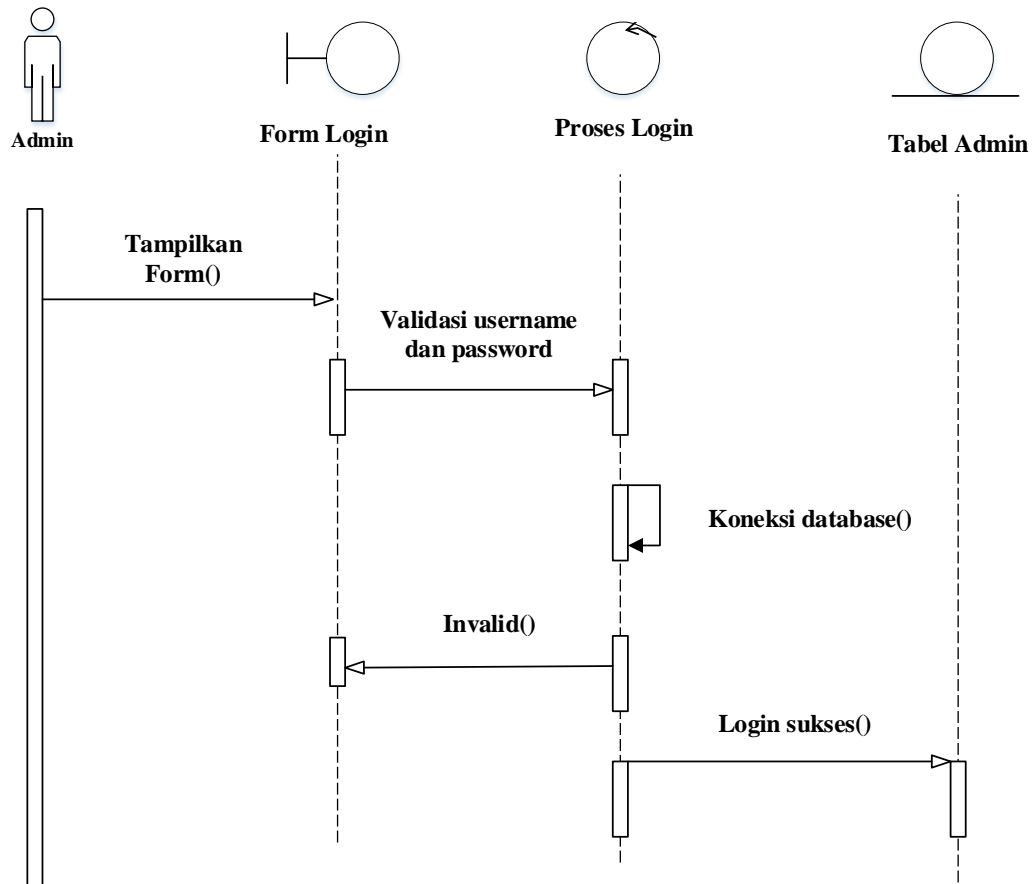 Admin
Form Login
Proses Login
Tabel Admin
Tampilkan
Form()
Validasi username
dan password
Koneksi database()
Invalid()
Login sukses()